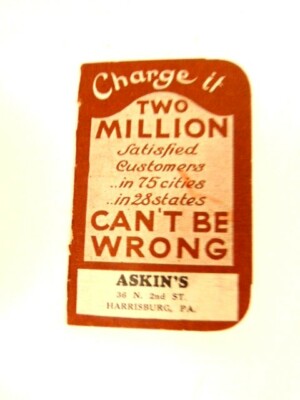 Charge it
TWO
MILLION
Satisfied
Customers
..in 75 cities
..in 28 states
CAN'T BE
WRONG
ASKIN'S
36 N. 2nd ST.
HARRISBURG, PA.